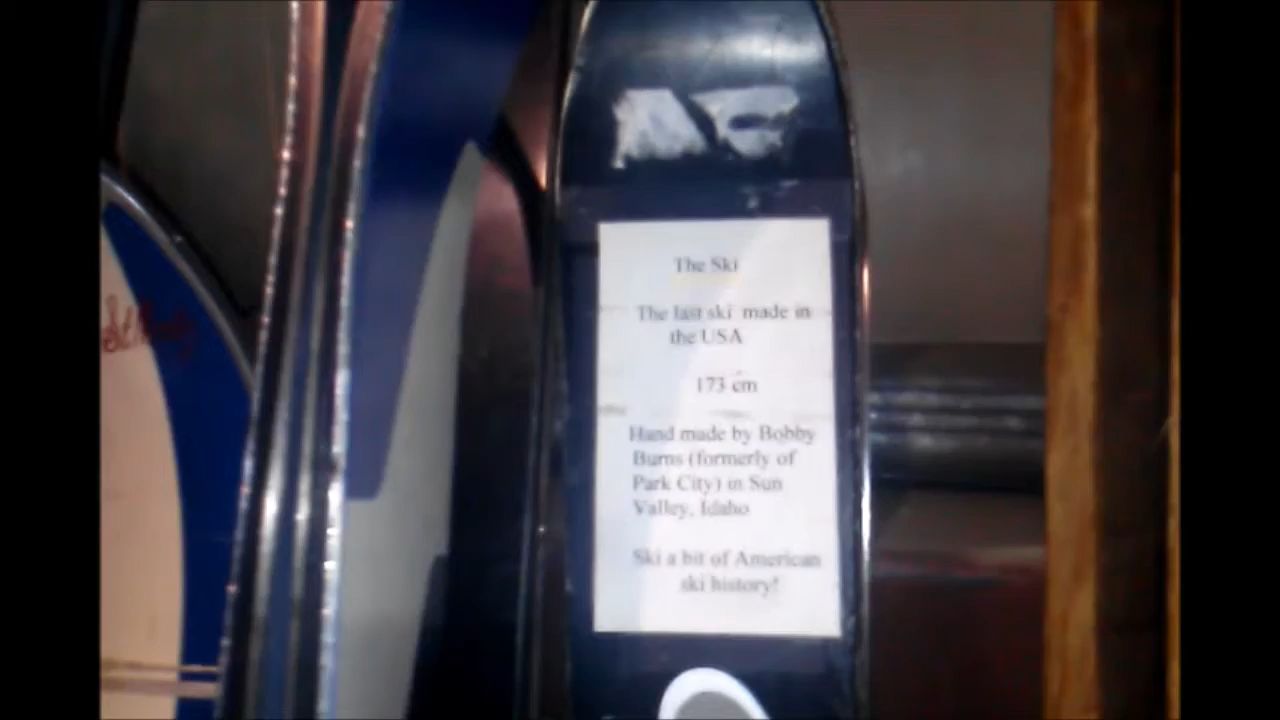 The Ski
The last ski made in
the USA
173 cm
Hand made by Bobby
Burns (formerly of
Park City) in Sun
Valley, Idaho
Ski a bit of American
ski history!